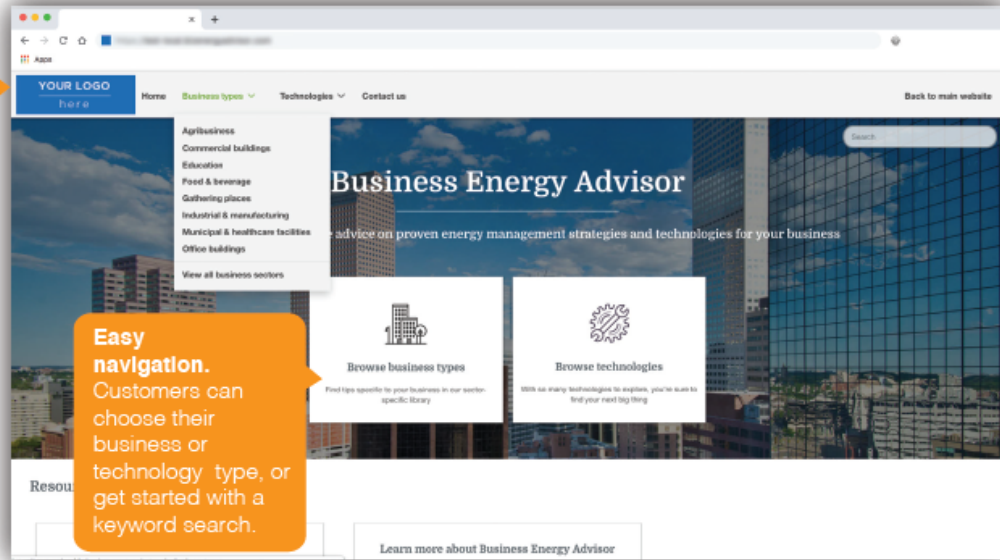 Apps
YOUR LOGO
here
Home
Business types
Technologies
Contact us
Back to main website
Agribusiness
Commercial buildings
Education
Food & beverage
Gathering places
Industrial & manufacturing
Municipal & healthcare facilities
Office buildings
View all business sectors
Search
Business Energy Advisor
advice on proven energy management strategies and technologies for your business
Browse business types
Find tips specific to your business in our sector-
specific library
Browse technologies
With so many technologies to explore, you're sure to
find your next big thing
Easy
navigation.
Customers can
choose their
business or
technology type, or
get started with a
keyword search.
Resou
Learn more about Business Energy Advisor